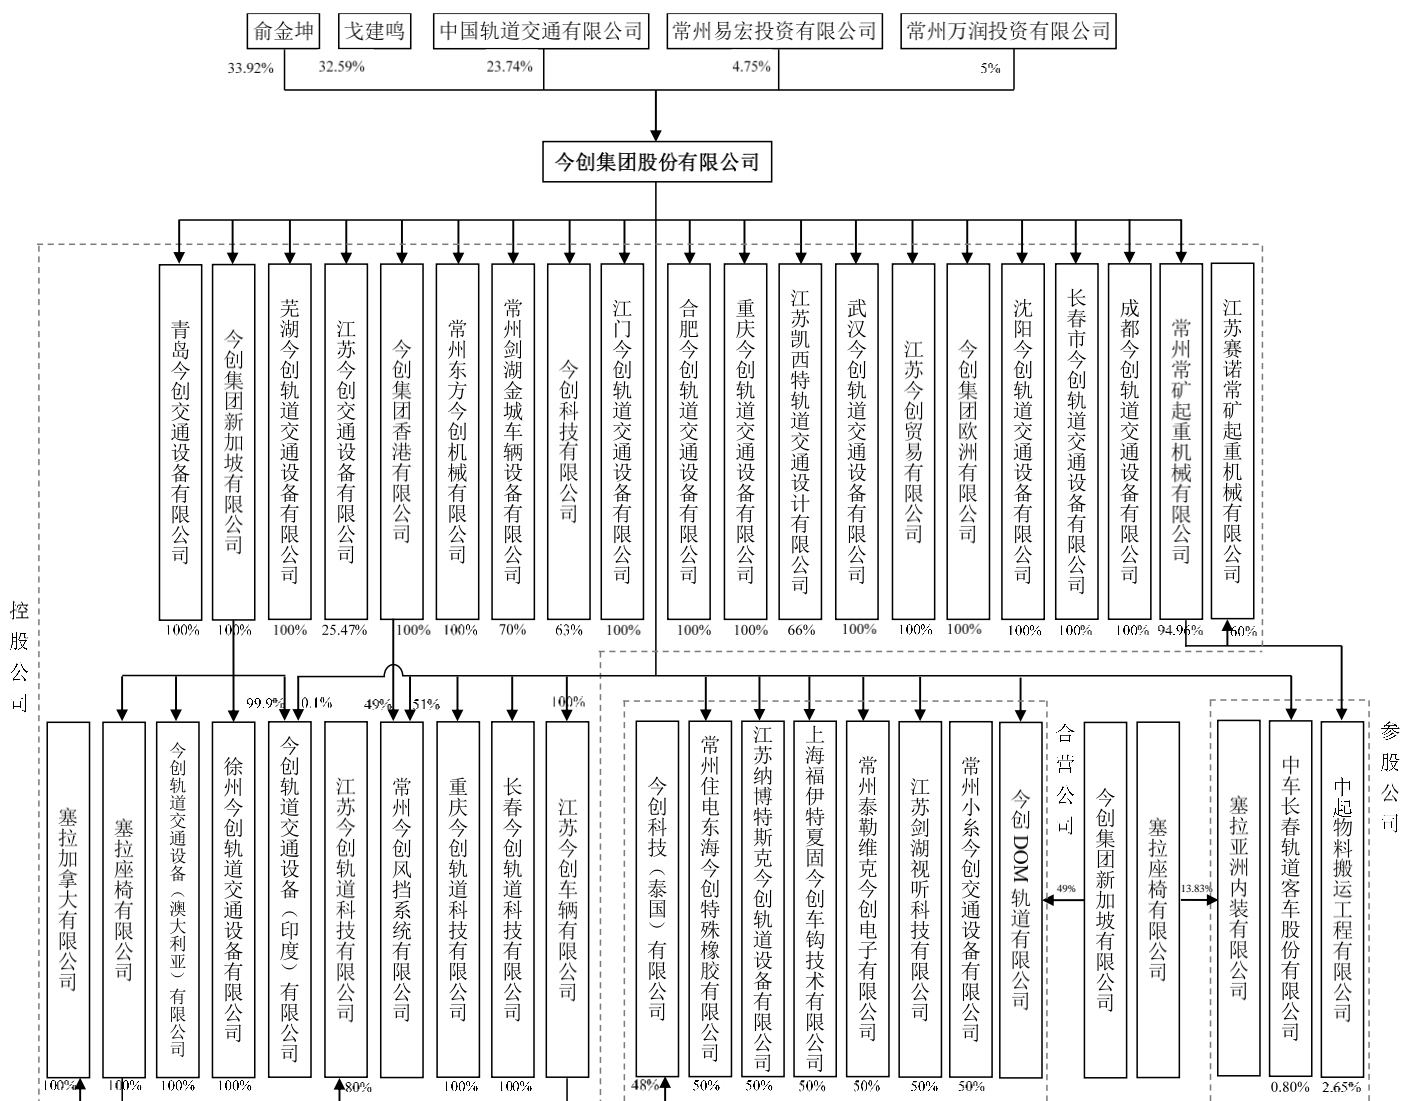 俞金坤
戈建鸣
中国轨道交通有限公司
常州易宏投资有限公司
常州万润投资有限公司
33.92%
32.59%
23.74%
4.75%
5%
今创集团股份有限公司
青岛今创交通设备有限公司
今创集团新加坡有限公司
芜湖今创轨道交通设备有限公司
江苏今创交通设备有限公司
今创集团香港有限公司
常州东方今创机械有限公司
常州剑湖金城车辆设备有限公司
今创科技有限公司
江门今创轨道交通设备有限公司
合肥今创轨道交通设备有限公司
重庆今创轨道交通设备有限公司
江苏凯西特轨道交通设计有限公司
武汉今创轨道交通设备有限公司
江苏今创贸易有限公司
今创集团欧洲有限公司
沈阳今创轨道交通设备有限公司
长春市今创轨道交通设备有限公司
成都今创轨道交通设备有限公司
常州常矿起重机械有限公司
江苏赛诺常矿起重机械有限公司
100%
100%
100%
25.47%
100%
100%
70%
63%
100%
100%
100%
66%
100%
100%
100%
100%
100%
100%
94.96%
60%
控股公司
99.9%
0.1%
49%
51%
100%
塞拉加拿大有限公司
塞拉座椅有限公司
今创轨道交通设备（澳大利亚）有限公司
徐州今创轨道交通设备有限公司
今创轨道交通设备（印度）有限公司
江苏今创轨道科技有限公司
常州今创风挡系统有限公司
重庆今创轨道科技有限公司
长春今创轨道科技有限公司
江苏今创车辆有限公司
今创科技（泰国）有限公司
常州住电东海今创特殊橡胶有限公司
江苏纳博特斯克今创轨道设备有限公司
上海福伊特夏固今创车钩技术有限公司
常州泰勒维克今创电子有限公司
江苏剑湖视听科技有限公司
常州小糸今创交通设备有限公司
今创DOM轨道有限公司
合营公司
49%
今创集团新加坡有限公司
塞拉座椅有限公司
13.83%
塞拉亚洲内装有限公司
中车长春轨道客车股份有限公司
中起物料搬运工程有限公司
参股公司
100%
100%
100%
100%
80%
100%
100%
48%
50%
50%
50%
50%
50%
50%
0.80%
2.65%